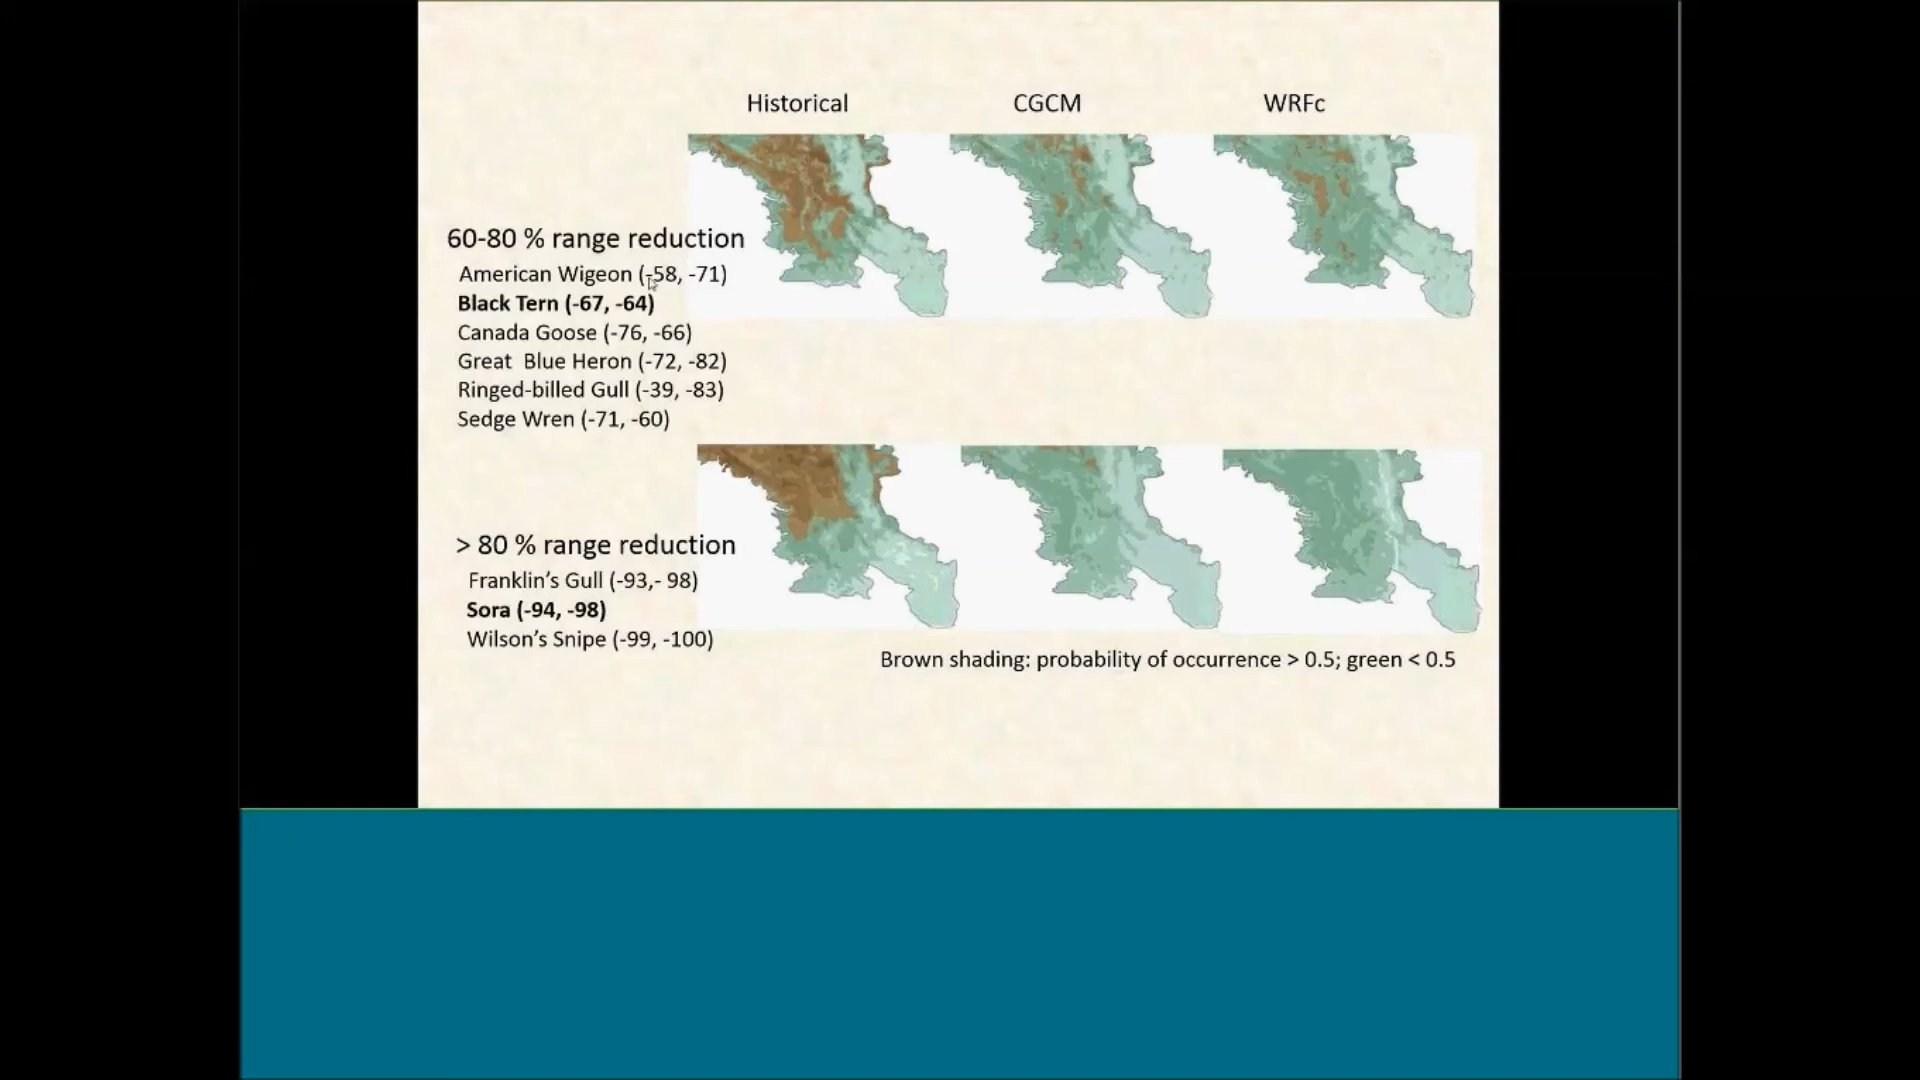 Historical CGCM WRFc
60-80 % range reduction
American Wigeon (-58, -71)
Black Tern (-67, -64)
Canada Goose (-76, -66)
Great Blue Heron (-72, -82)
Ringed-billed Gull (-39, -83)
Sedge Wren (-71, -60)
> 80 % range reduction
Franklin’s Gull (-93,- 98)
Sora (-94, -98)
Wilson’s Snipe (-99, -100)
Brown shading: probability of occurrence > 0.5; green < 0.5